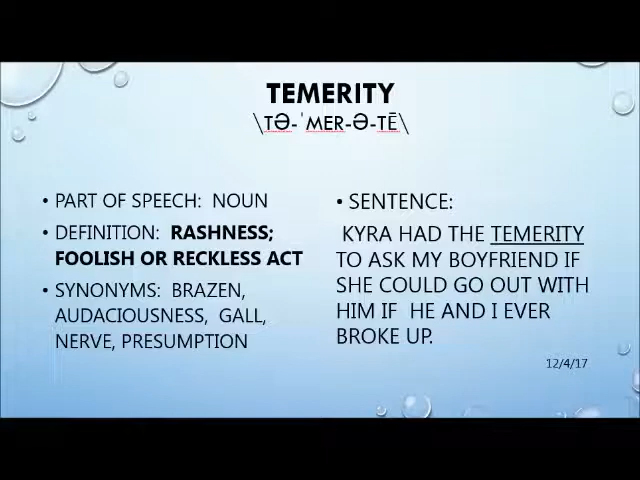 TEMERITY
\TƏ-ˈMER-Ə-TĒ\
• PART OF SPEECH: NOUN
• DEFINITION: RASHNESS;
FOOLISH OR RECKLESS ACT
• SYNONYMS: BRAZEN,
AUDACIOUSNESS, GALL,
NERVE, PRESUMPTION
• SENTENCE:
KYRA HAD THE TEMERITY
TO ASK MY BOYFRIEND IF
SHE COULD GO OUT WITH
HIM IF HE AND I EVER
BROKE UP.
12/4/17